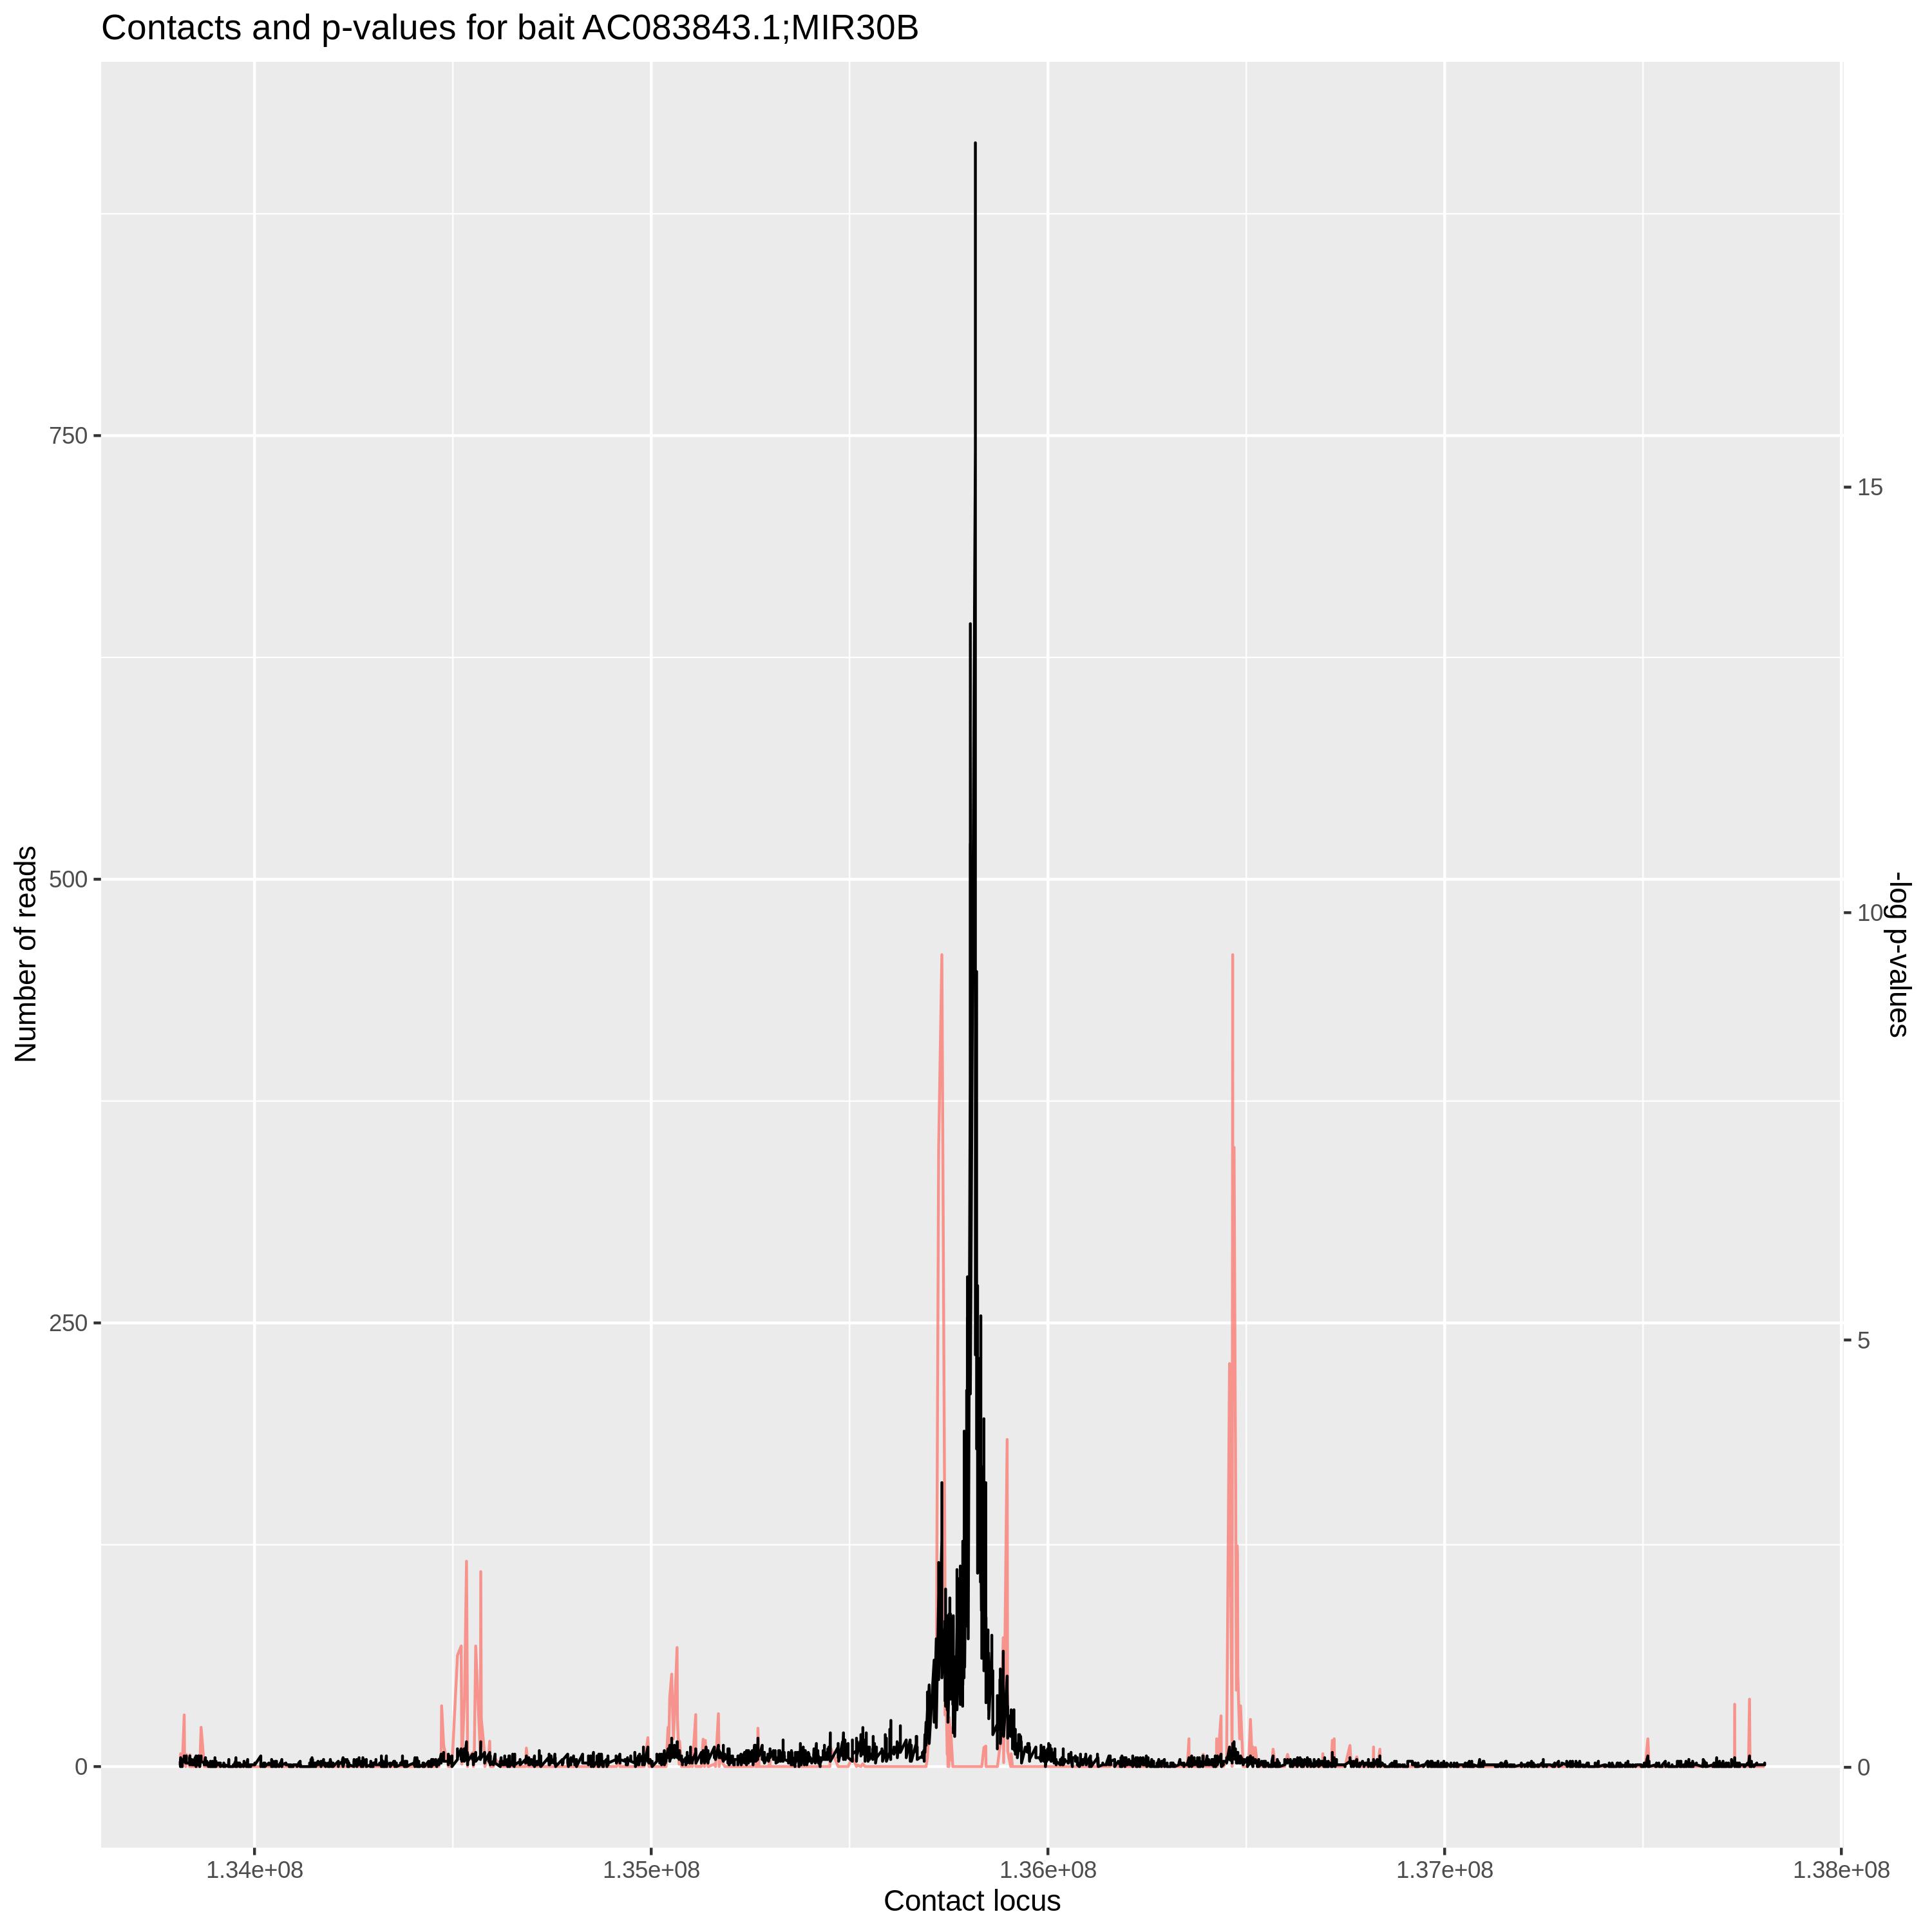 Contacts and p-values for bait AC083843.1;MIR30B
Number of reads
750
500
250
0
15
10
5
0
-log p-values
1.34e+08
1.35e+08
1.36e+08
1.37e+08
1.38e+08
Contact locus